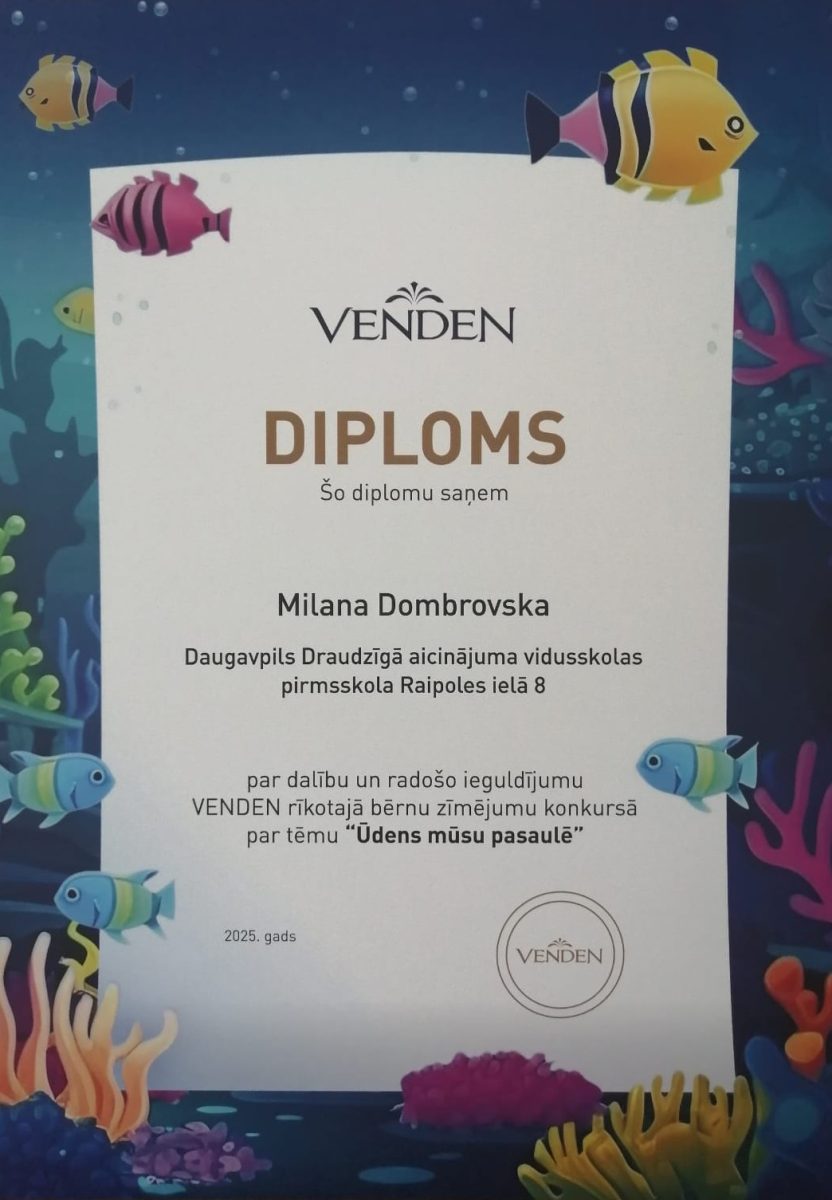 VENDEN
DIPLOMS
Šo diplomu saņem
Milana Dombrovska
Daugavpils Draudzīgā aicinājuma vidusskolas
pirmsskola Raipoles ielā 8
par dalību un radošo ieguldījumu
VENDEN rīkotajā bērnu zīmējumu konkursā
par tēmu “Ūdens mūsu pasaulē”
2025. gads
VENDEN